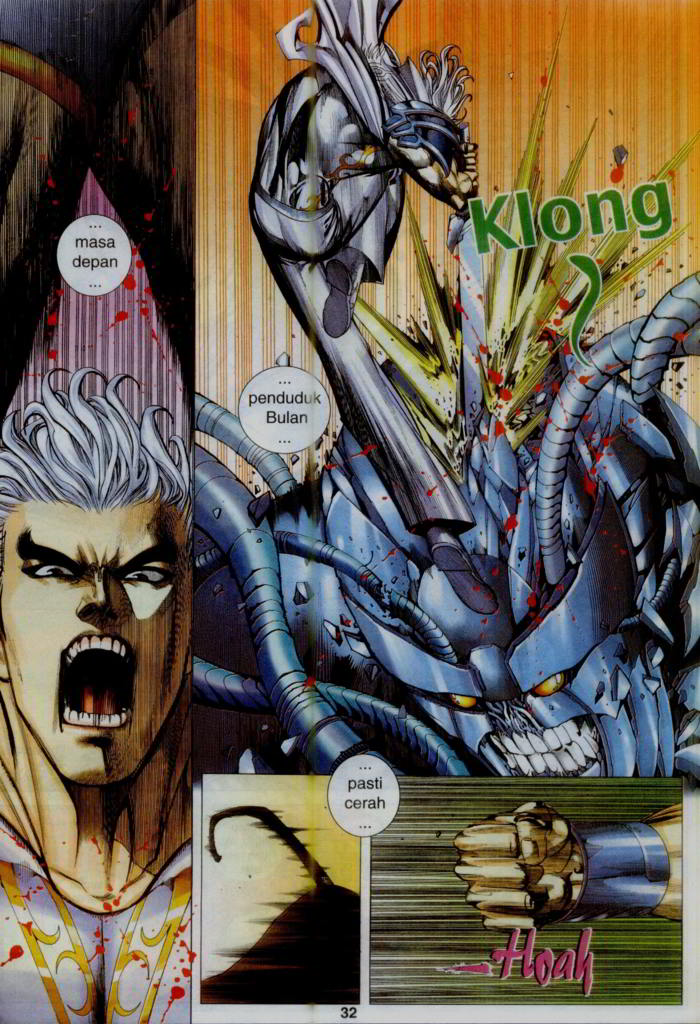 ...
masa
depan
...
Klong
...
penduduk
Bulan
...
...
pasti
cerah
...
Hoah
32